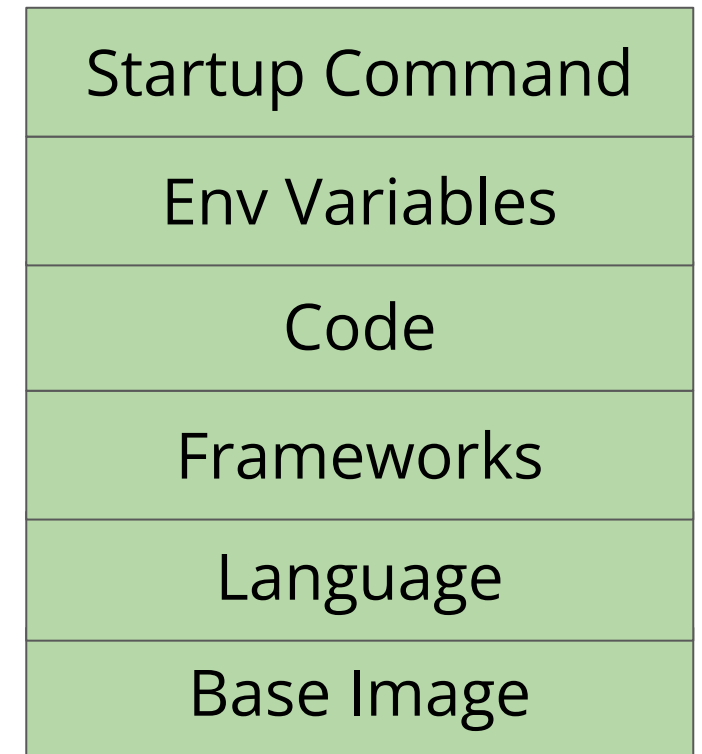 Startup Command
Env Variables
Code
Frameworks
Language
Base Image